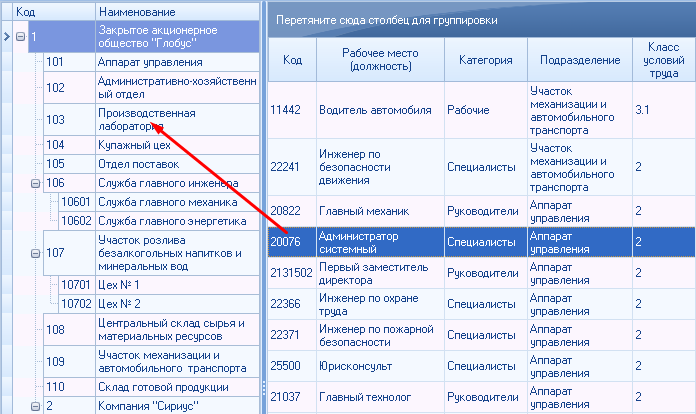 Код Наименование
1 Закрытое акционерное
общество "Глобус"
101 Аппарат управления
102 Административно-хозяйственн
ый отдел
103 Производственная
лаборатория
104 Купажный цех
105 Отдел поставок
106 Служба главного инженера
10601 Служба главного механика
10602 Служба главного энергетика
107 Участок розлива
безалкогольных напитков и
минеральных вод
10701 Цех № 1
10702 Цех № 2
108 Центральный склад сырья и
материальных ресурсов
109 Участок механизации и
автомобильного транспорта
110 Склад готовой продукции
2 Компания "Сириус"
Перетяните сюда столбец для группировки
Код Рабочее место
(должность) Категория Подразделение Класс
условий
труда
11442 Водитель автомобиля Рабочие Участок
механизации и
автомобильного
транспорта 3.1
22241 Инженер по
безопасности
движения Специалисты Участок
механизации и
автомобильного
транспорта 2
20822 Главный механик Руководители Аппарат
управления 2
20076 Администратор
системный Специалисты Аппарат
управления 2
2131502 Первый заместитель
директора Руководители Аппарат
управления 2
22366 Инженер по охране
труда Специалисты Аппарат
управления 2
22371 Инженер по пожарной
безопасности Специалисты Аппарат
управления 2
25500 Юрисконсульт Специалисты Аппарат
управления 2
21037 Главный технолог Руководители Аппарат
управления 2